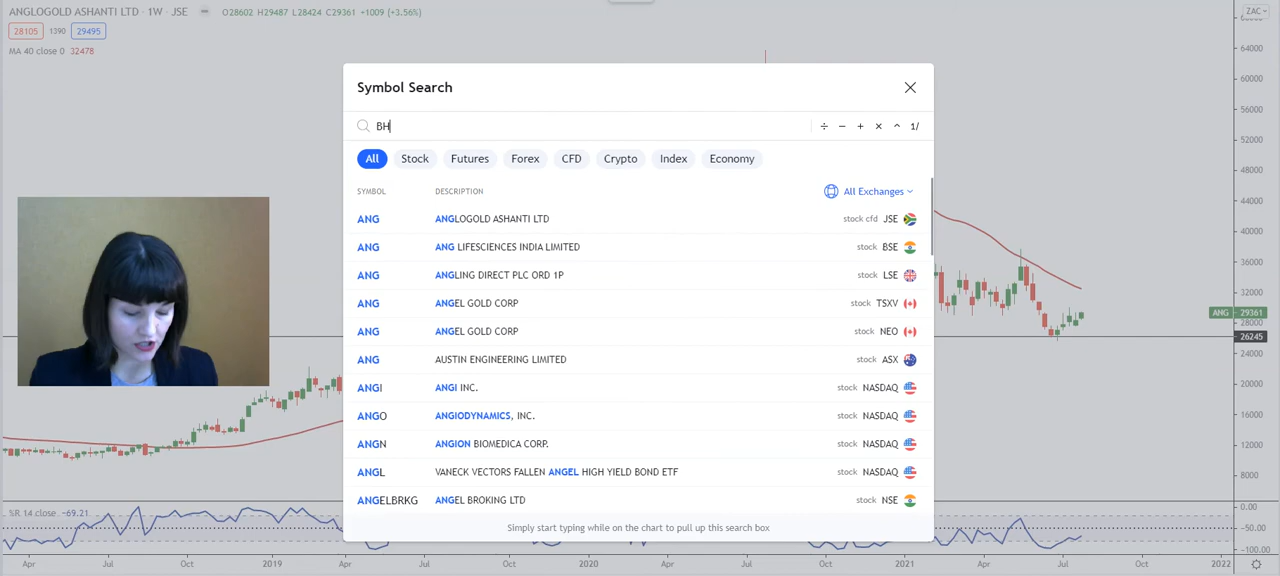 ANGLOGOLD ASHANTI LTD · 1W · JSE O28602 H29487 L28424 C29361 +1009 (+3.56%)
28105 1390 29495
MA 40 close 0 32478
ZAC
64000
60000
56000
52000
48000
44000
40000
36000
32000
ANG 29361
28000
26245
24000
20000
16000
12000
8000
Symbol Search
BH
1/
All Stock Futures Forex CFD Crypto Index Economy
SYMBOL DESCRIPTION All Exchanges
ANG ANGLOGOLD ASHANTI LTD stock cfd JSE
ANG ANG LIFESCIENCES INDIA LIMITED stock BSE
ANG ANGLING DIRECT PLC ORD 1P stock LSE
ANG ANGEL GOLD CORP stock TSXV
ANG ANGEL GOLD CORP stock NEO
ANG AUSTIN ENGINEERING LIMITED stock ASX
ANGI ANGI INC. stock NASDAQ
ANGO ANGIODYNAMICS, INC. stock NASDAQ
ANGN ANGION BIOMEDICA CORP. stock NASDAQ
ANGL VANECK VECTORS FALLEN ANGEL HIGH YIELD BOND ETF stock NASDAQ
ANGELBRKG ANGEL BROKING LTD stock NSE
Simply start typing while on the chart to pull up this search box
%R 14 close −69.21
0.00
−50.00
−100.00
Apr Jul Oct 2019 Apr Jul Oct 2020 Apr Jul Oct 2021 Apr Jul Oct 2022